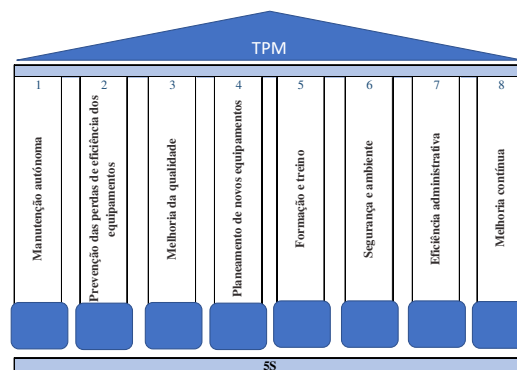 TPM
1
2
3
4
5
6
7
8
Manutenção autónoma
Prevenção das perdas de eficiência dos
equipamentos
Melhoria da qualidade
Planeamento de novos equipamentos
Formação e treino
Segurança e ambiente
Eficiência administrativa
Melhoria contínua
5S